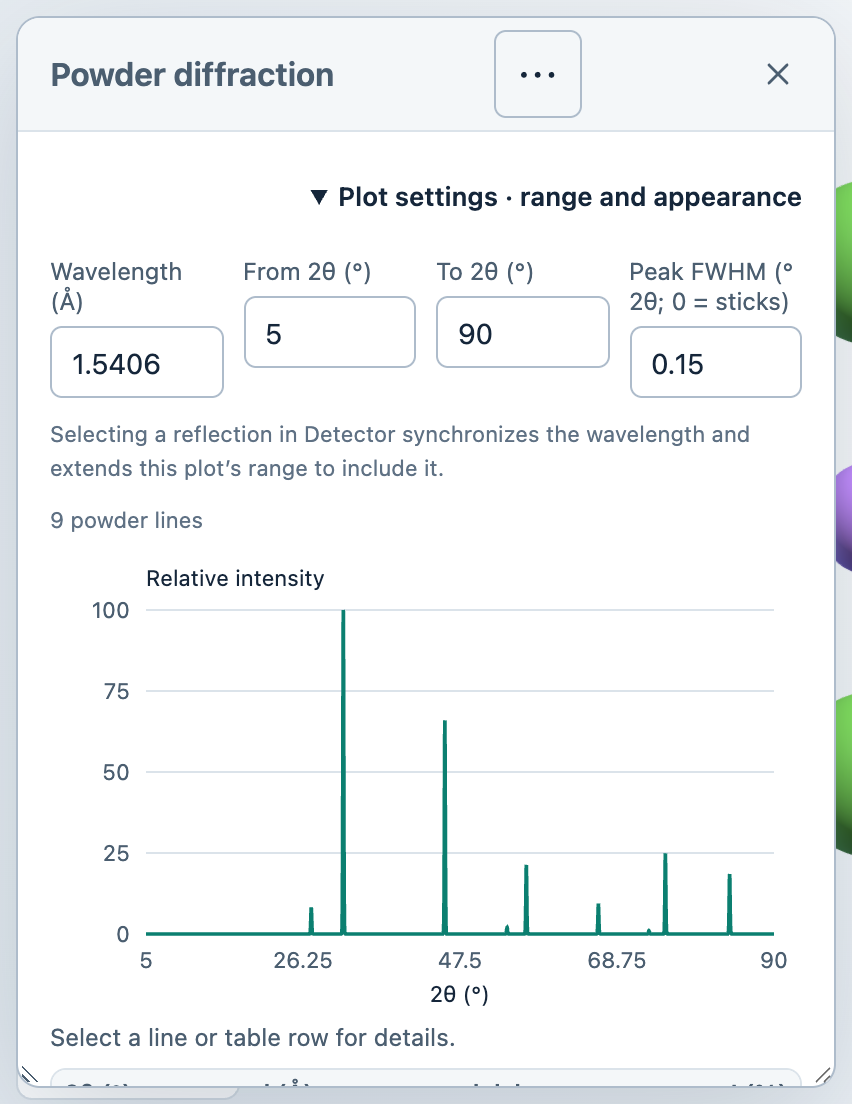 Powder diffraction
▼ Plot settings · range and appearance
Wavelength (Å)
From 2θ (°)
To 2θ (°)
Peak FWHM (° 2θ; 0 = sticks)
1.5406
5
90
0.15
Selecting a reflection in Detector synchronizes the wavelength and
extends this plot’s range to include it.
9 powder lines
Relative intensity
100
75
50
25
0
5 26.25 47.5 68.75 90
2θ (°)
Select a line or table row for details.